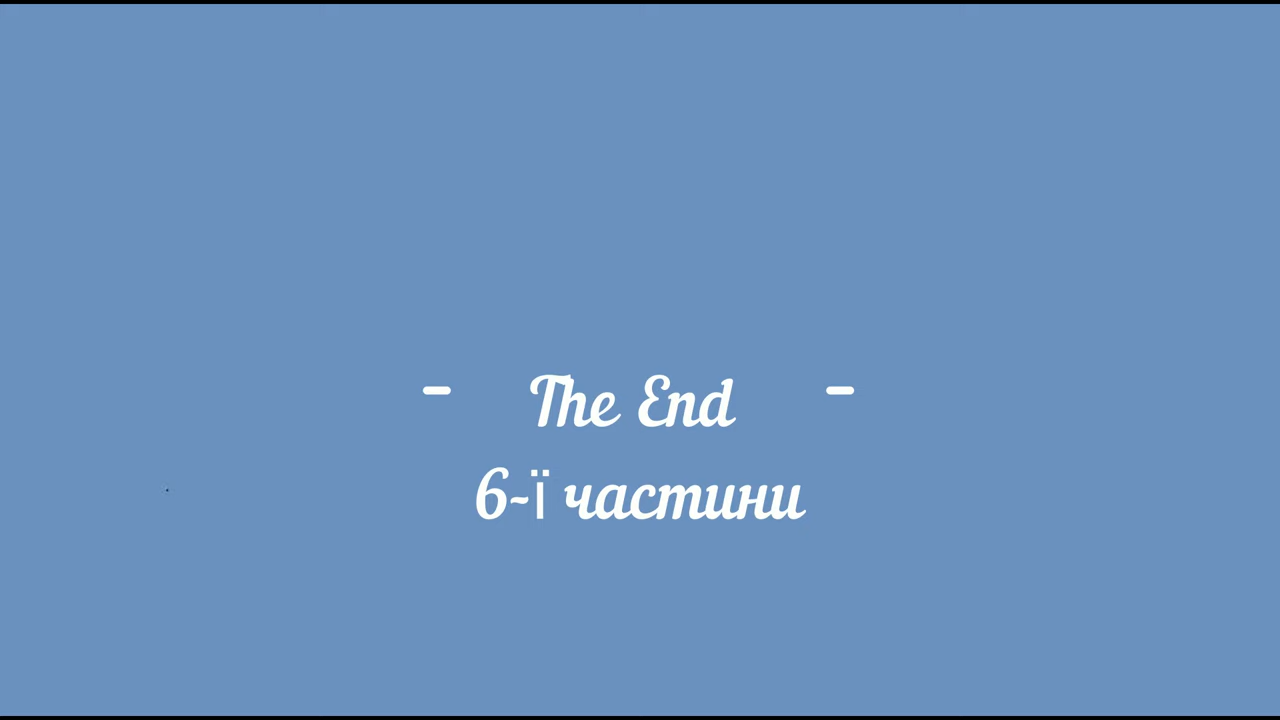 - The End -
6-ї частини